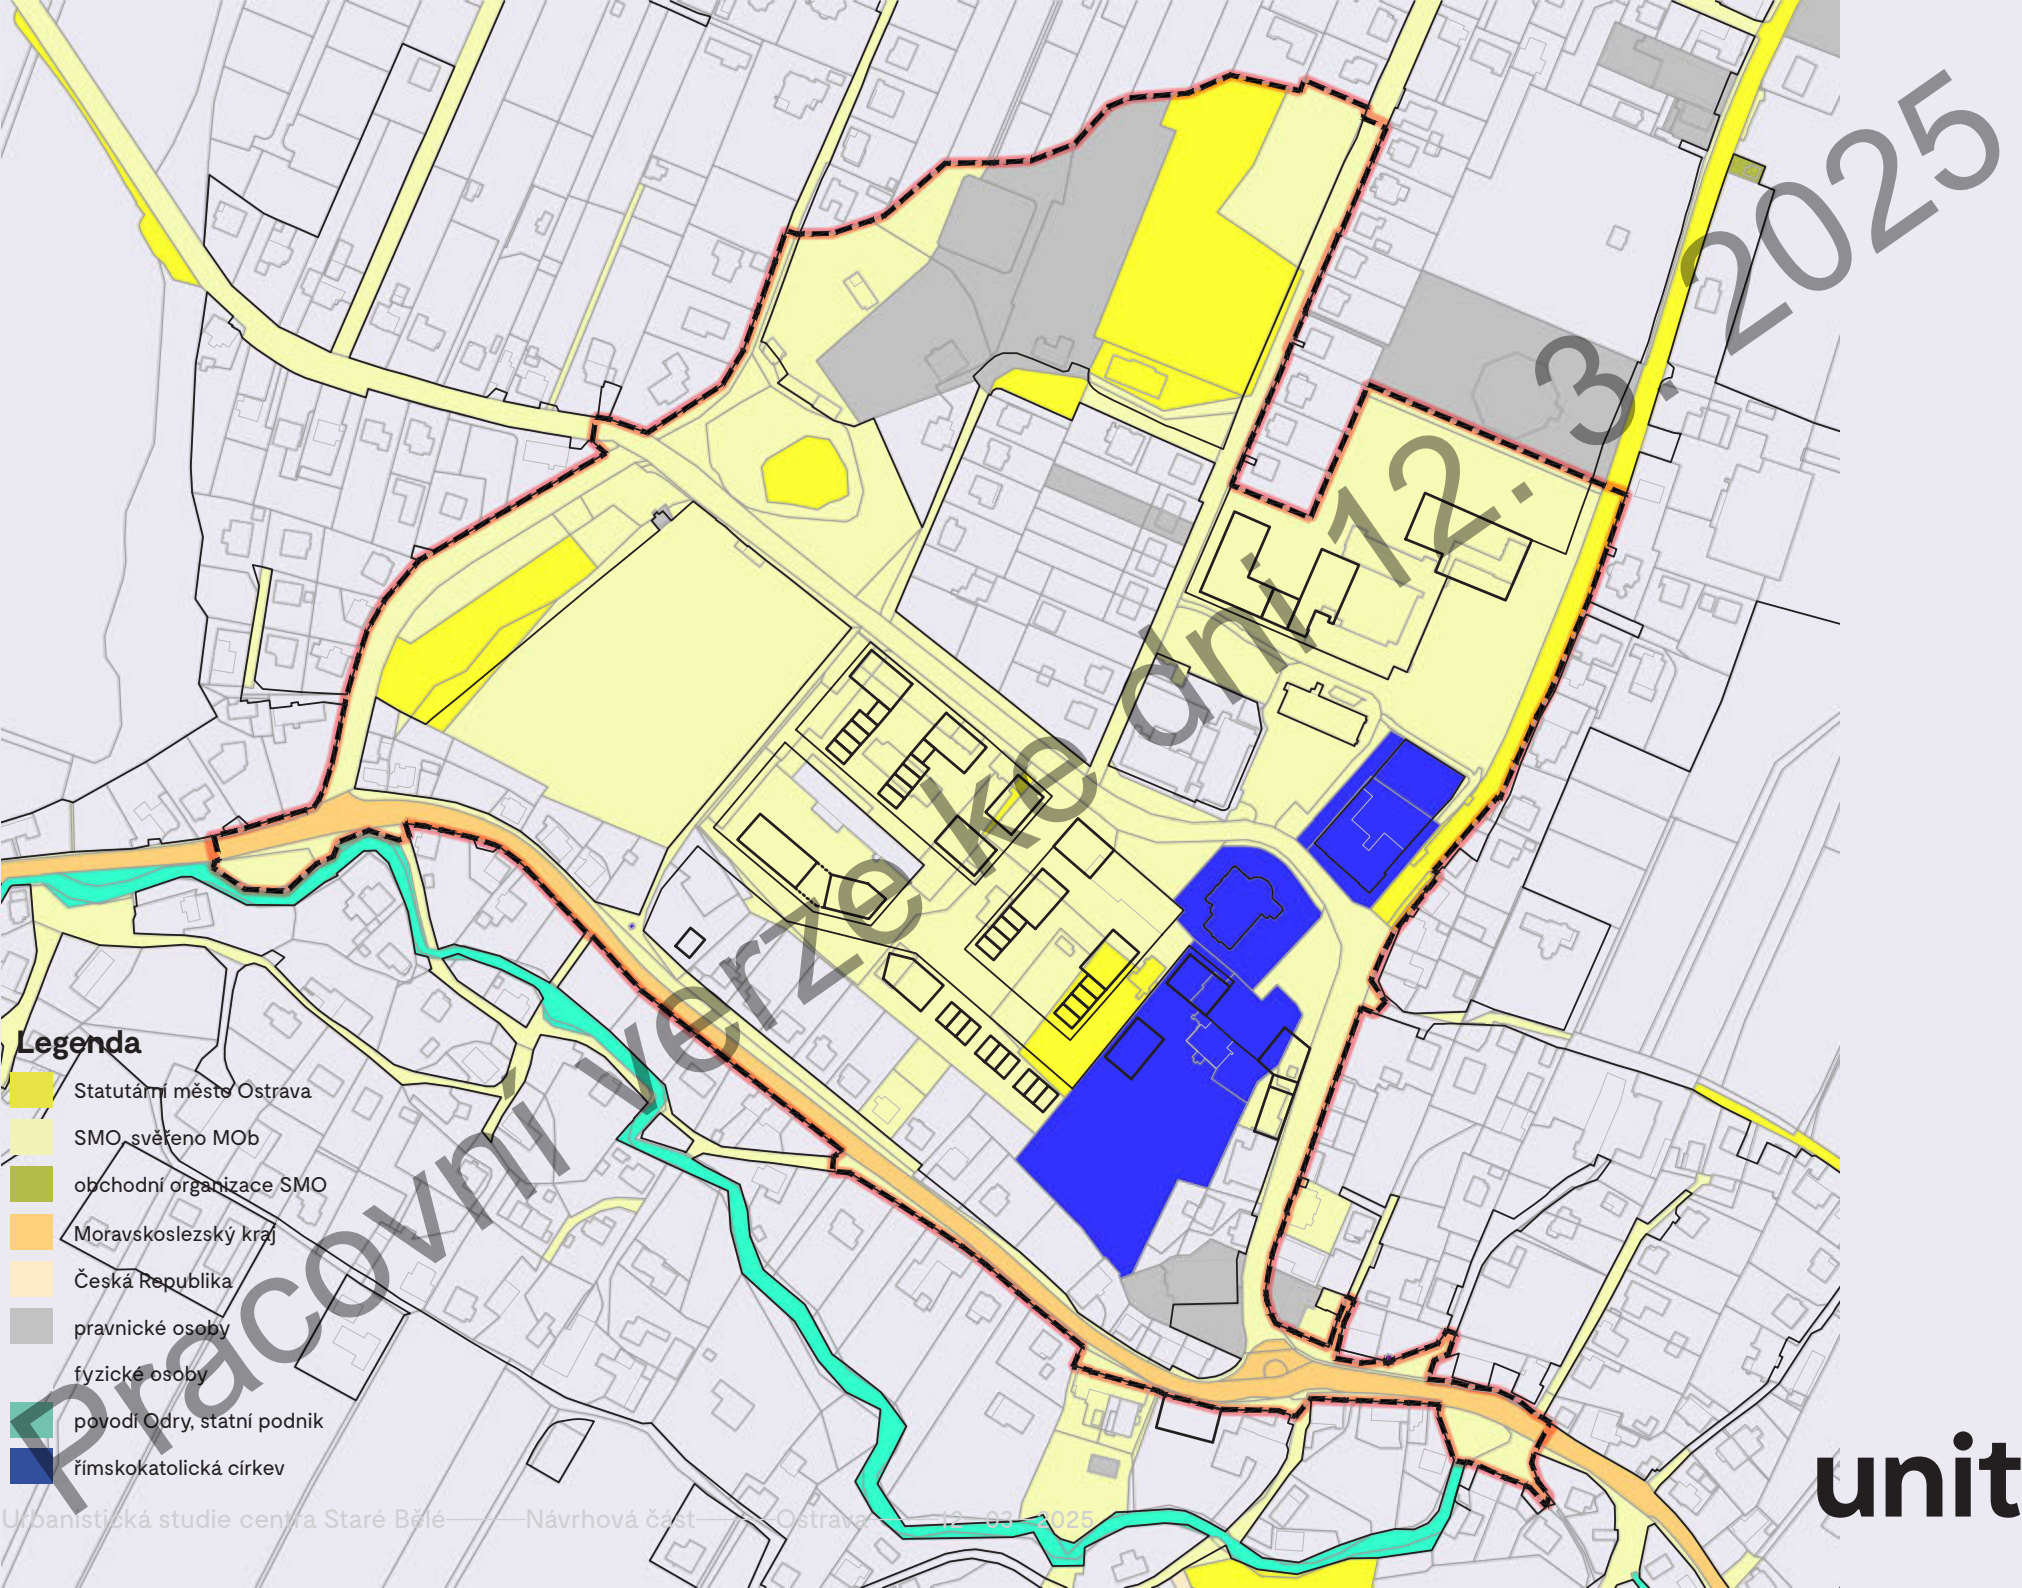 Pracovní verze ke dni 12. 3. 2025
Legenda
Statutární město Ostrava
SMO, svěřeno MOb
obchodní organizace SMO
Moravskoslezský kraj
Česká Republika
pravnické osoby
fyzické osoby
povodí Odry, statní podnik
římskokatolická církev
unit
Urbanistická studie centra Staré Bělé — Návrhová část — Ostrava — 12—03—2025